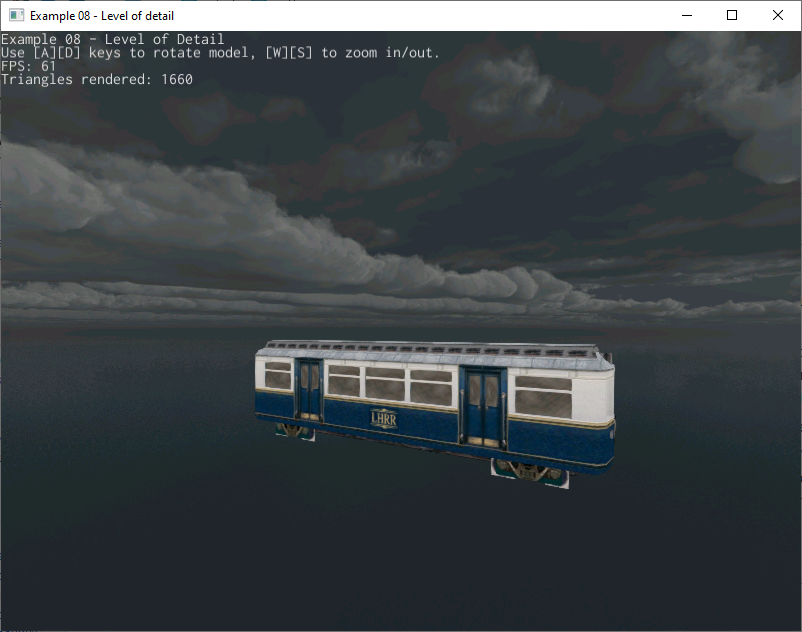 Example 08 - Level of detail
Example 08 - Level of Detail
Use [A][D] keys to rotate model, [W][S] to zoom in/out.
FPS: 61
Triangles rendered: 1660
LHRR